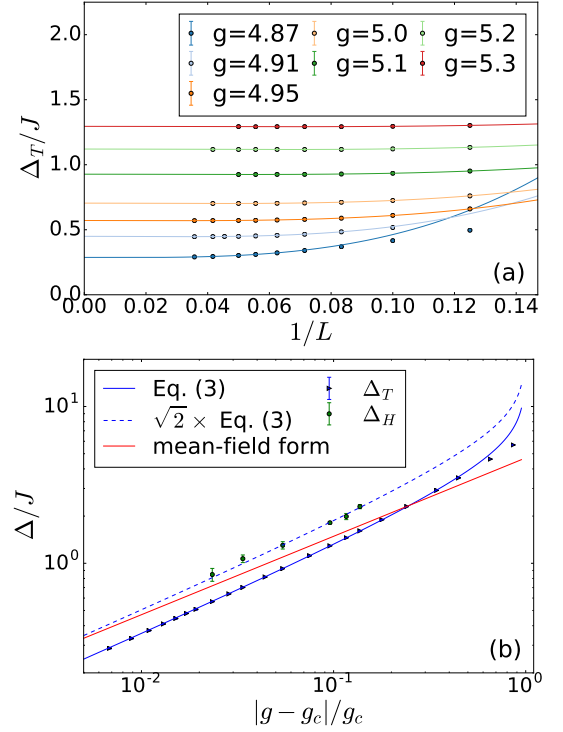 2.0
1.5
1.0
0.5
0.0
Δ_T/J
g=4.87 g=5.0 g=5.2
g=4.91 g=5.1 g=5.3
g=4.95
(a)
0.00 0.02 0.04 0.06 0.08 0.10 0.12 0.14
1/L
10^1
10^0
Δ/J
Eq. (3) Δ_T
√2 × Eq. (3) Δ_H
mean-field form
(b)
10^-2 10^-1 10^0
|g − g_c|/g_c